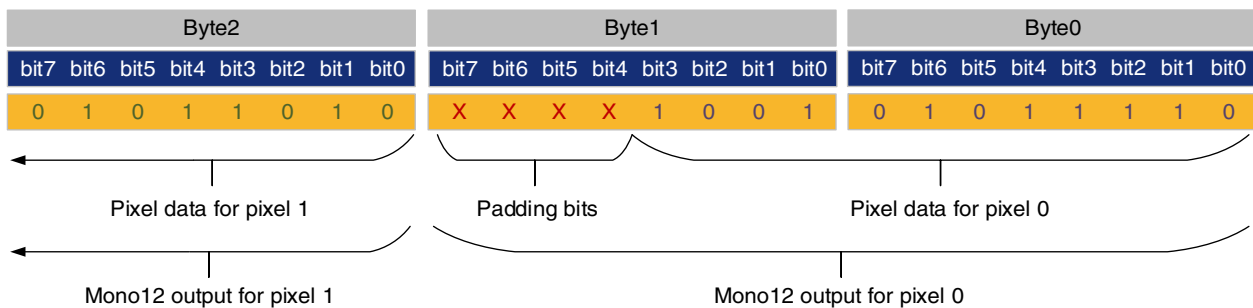 Byte2 Byte1 Byte0
bit7 bit6 bit5 bit4 bit3 bit2 bit1 bit0 bit7 bit6 bit5 bit4 bit3 bit2 bit1 bit0 bit7 bit6 bit5 bit4 bit3 bit2 bit1 bit0
0 1 0 1 1 0 1 0 X X X X 1 0 0 1 0 1 0 1 1 1 1 0
Pixel data for pixel 1 Padding bits Pixel data for pixel 0
Mono12 output for pixel 1 Mono12 output for pixel 0